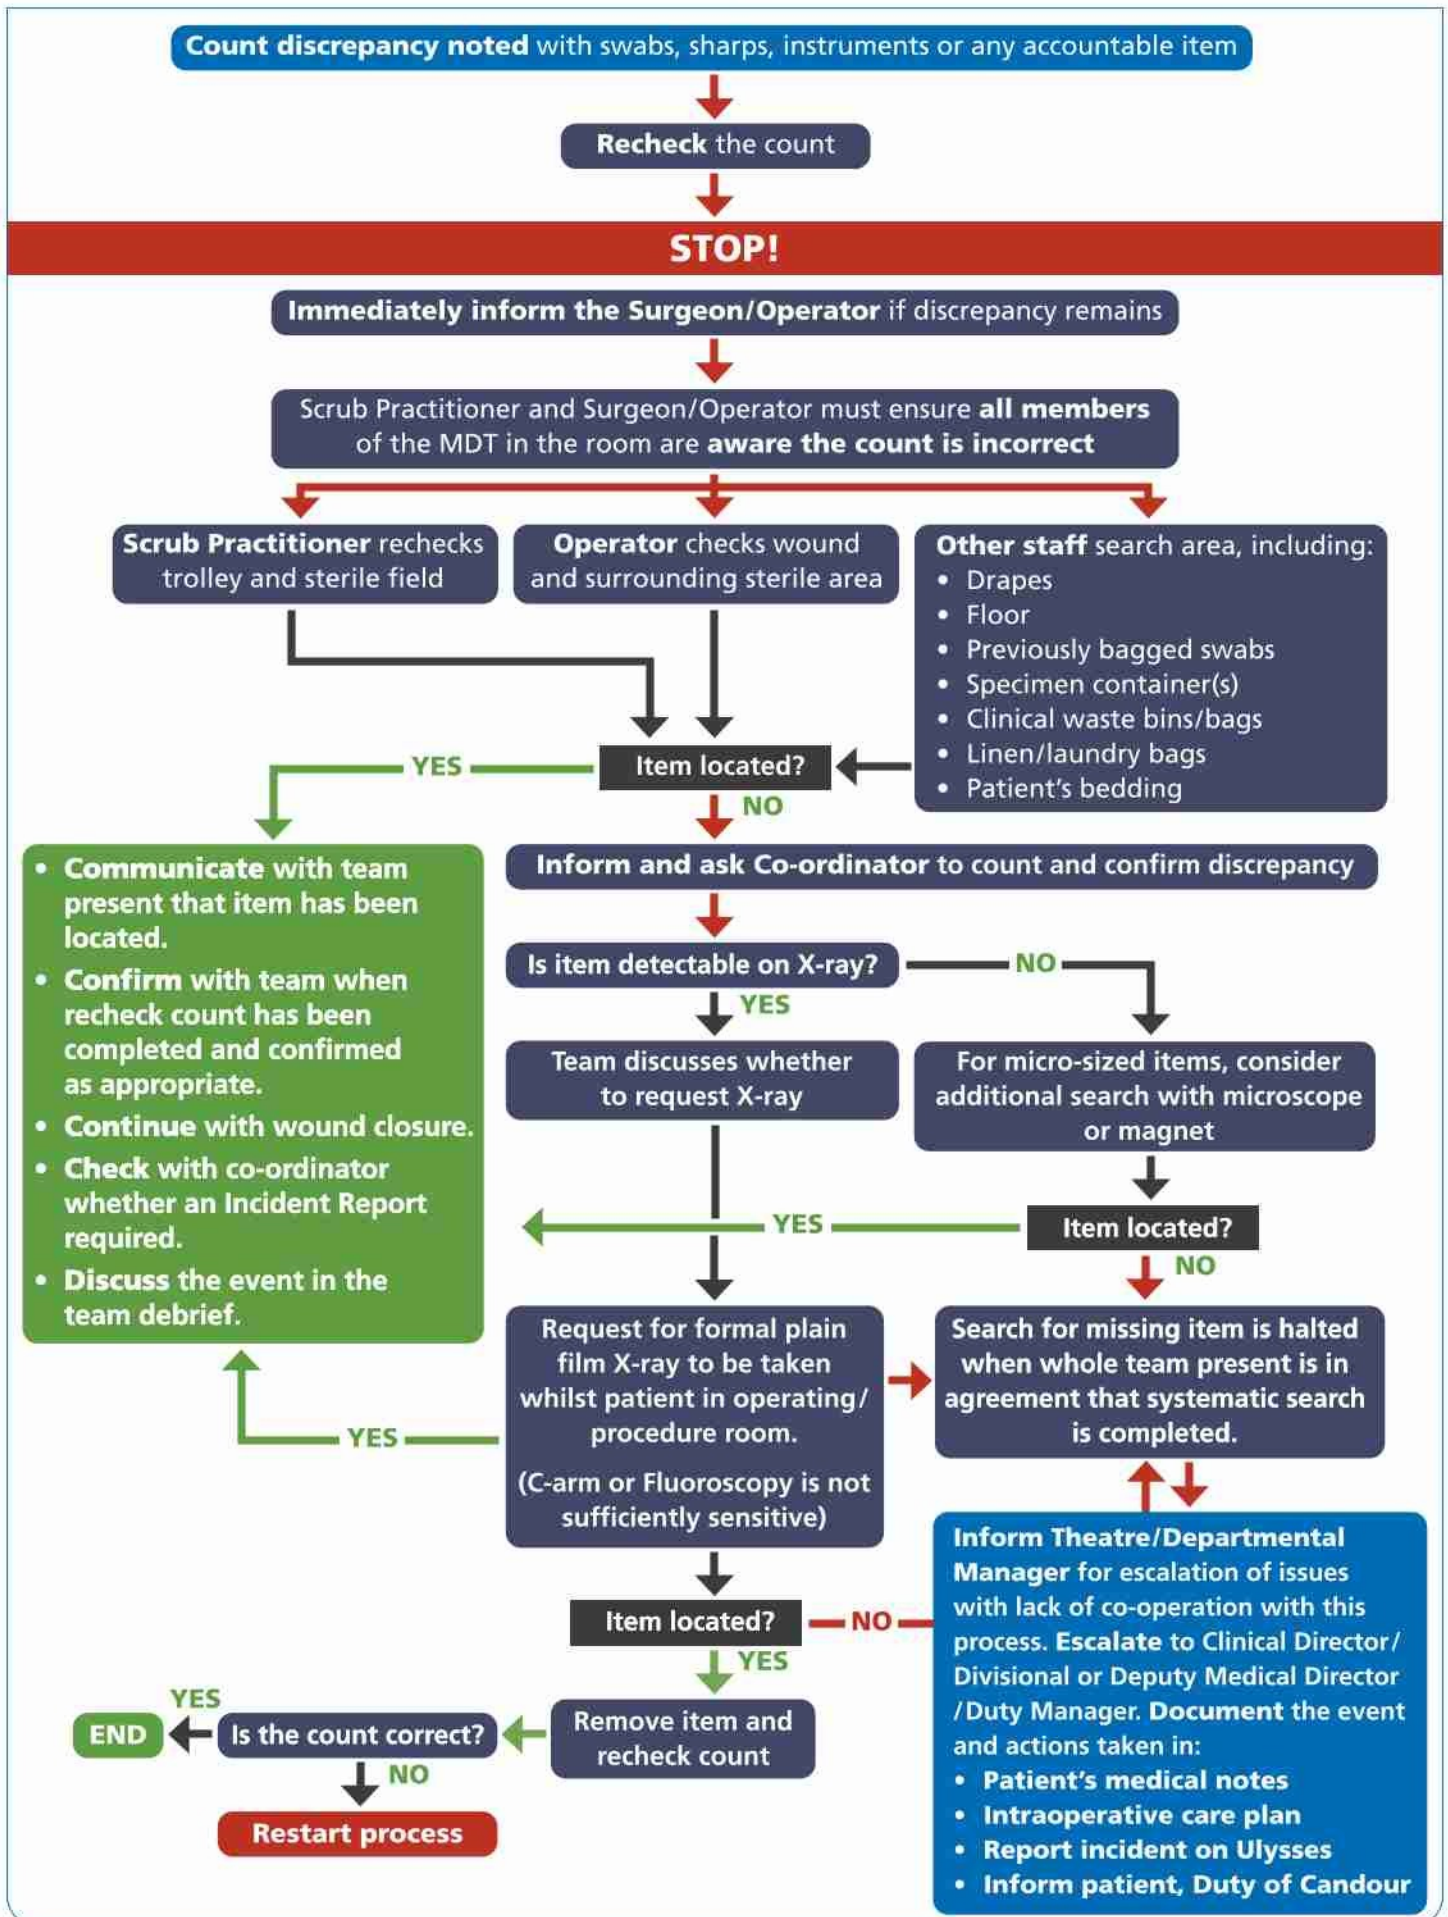 Count discrepancy noted with swabs, sharps, instruments or any accountable item
Recheck the count
STOP!
Immediately inform the Surgeon/Operator if discrepancy remains
Scrub Practitioner and Surgeon/Operator must ensure all members
of the MDT in the room are aware the count is incorrect
Scrub Practitioner rechecks
trolley and sterile field
Operator checks wound
and surrounding sterile area
Other staff search area, including:
• Drapes
• Floor
• Previously bagged swabs
• Specimen container(s)
• Clinical waste bins/bags
• Linen/laundry bags
• Patient's bedding
Item located?
YES
NO
• Communicate with team
present that item has been
located.
• Confirm with team when
recheck count has been
completed and confirmed
as appropriate.
• Continue with wound closure.
• Check with co-ordinator
whether an Incident Report
required.
• Discuss the event in the
team debrief.
Inform and ask Co-ordinator to count and confirm discrepancy
Is item detectable on X-ray?
NO
YES
Team discusses whether
to request X-ray
For micro-sized items, consider
additional search with microscope
or magnet
Item located?
YES
NO
Request for formal plain
film X-ray to be taken
whilst patient in operating/
procedure room.
(C-arm or Fluoroscopy is not
sufficiently sensitive)
YES
Search for missing item is halted
when whole team present is in
agreement that systematic search
is completed.
Item located?
NO
YES
Inform Theatre/Departmental
Manager for escalation of issues
with lack of co-operation with this
process. Escalate to Clinical Director/
Divisional or Deputy Medical Director
/Duty Manager. Document the event
and actions taken in:
• Patient's medical notes
• Intraoperative care plan
• Report incident on Ulysses
• Inform patient, Duty of Candour
Remove item and
recheck count
Is the count correct?
YES
END
NO
Restart process